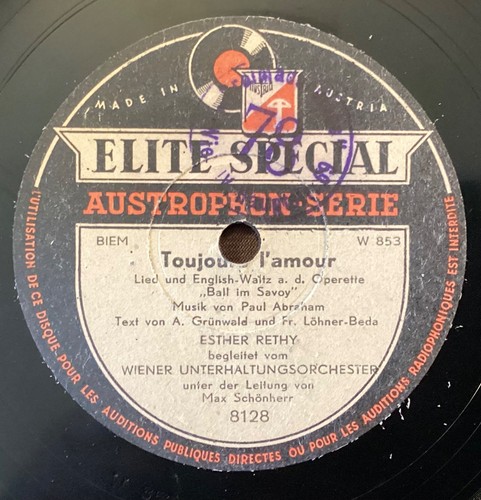 MADE IN AUSTRIA
78
ELITE SPECIAL
AUSTROPHON-SERIE
BIEM W 853
Toujours l'amour
Lied und English-Waltz a. d. Operette
„Ball im Savoy"
Musik von Paul Abraham
Text von A. Grünwald und Fr. Löhner-Beda
ESTHER RETHY
begleitet vom
WIENER UNTERHALTUNGSORCHESTER
unter der Leitung von
Max Schönherr
8128
L'UTILISATION DE CE DISQUE POUR LES AUDITIONS PUBLIQUES DIRECTES OU POUR LES AUDITIONS RADIOPHONIQUES EST INTERDITE